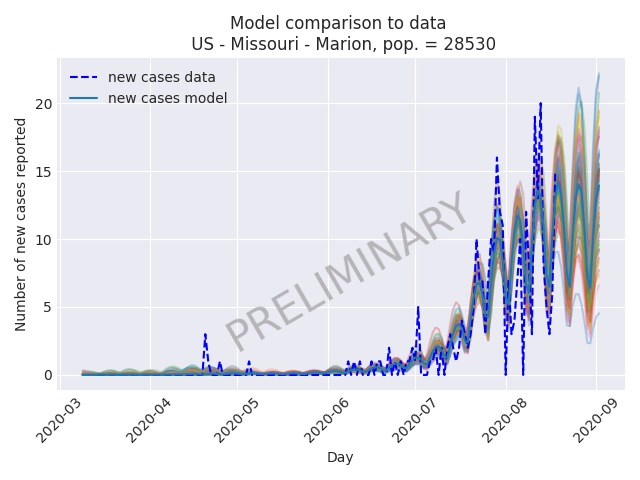 Model comparison to data
US - Missouri - Marion, pop. = 28530
new cases data
new cases model
Number of new cases reported
20
15
10
5
0
PRELIMINARY
2020-03
2020-04
2020-05
2020-06
2020-07
2020-08
2020-09
Day